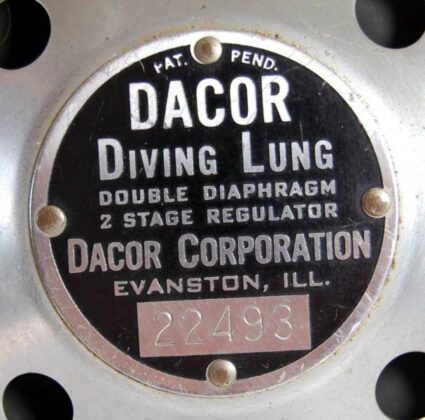 PAT. PEND.
DACOR
DIVING LUNG
DOUBLE DIAPHRAGM
2 STAGE REGULATOR
DACOR CORPORATION
EVANSTON, ILL.
22493